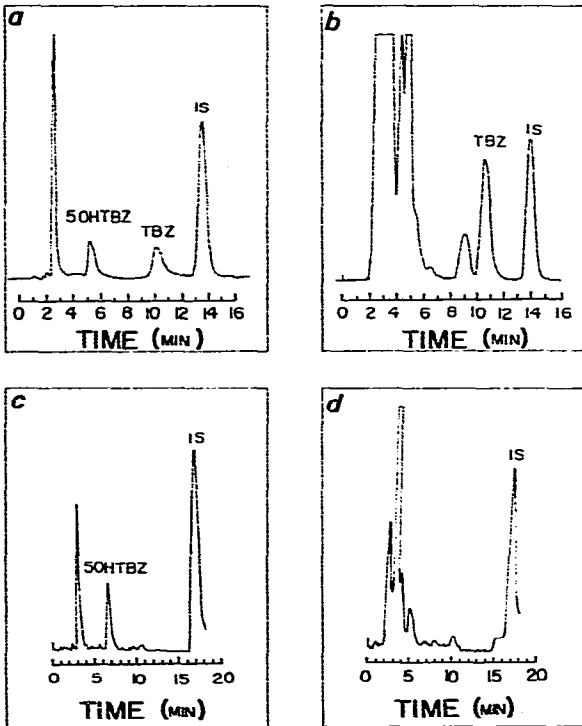 a
IS
5OHTBZ
TBZ
0 2 4 6 8 10 12 14 16
TIME (MIN)
b
TBZ
IS
0 2 4 6 8 10 12 14 16
TIME (MIN)
c
IS
5OHTBZ
0 5 10 15 20
TIME (MIN)
d
IS
0 5 10 15 20
TIME (MIN)